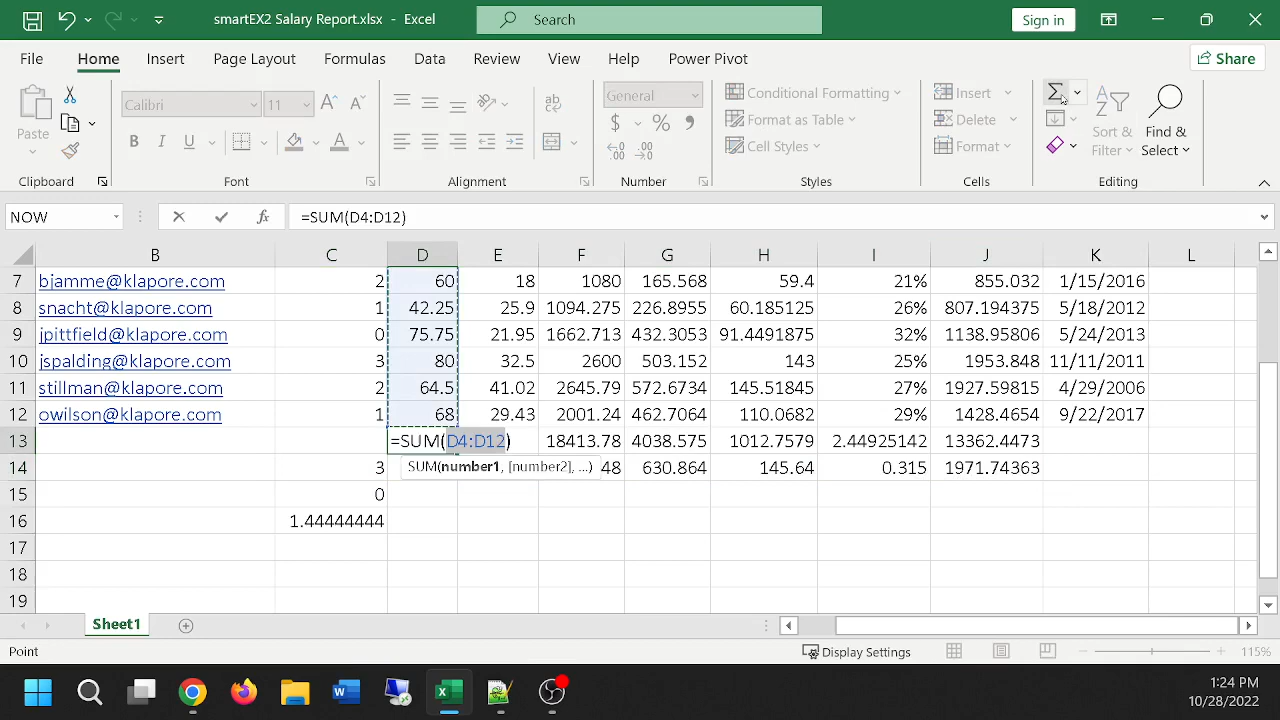 smartEX2 Salary Report.xlsx - Excel
Search
Sign in
File Home Insert Page Layout Formulas Data Review View Help Power Pivot Share
Paste
Clipboard
Calibri 11
B I U A
Font
ab
Alignment
General
$ % 9
Number
Conditional Formatting
Format as Table
Cell Styles
Styles
Insert
Delete
Format
Cells
Sort & Filter
Find & Select
Editing
NOW fx =SUM(D4:D12)
B C D E F G H I J K L
7 bjamme@klapore.com 2 60 18 1080 165.568 59.4 21% 855.032 1/15/2016
8 snacht@klapore.com 1 42.25 25.9 1094.275 226.8955 60.185125 26% 807.194375 5/18/2012
9 jpittfield@klapore.com 0 75.75 21.95 1662.713 432.3053 91.4491875 32% 1138.95806 5/24/2013
10 jspalding@klapore.com 3 80 32.5 2600 503.152 143 25% 1953.848 11/11/2011
11 stillman@klapore.com 2 64.5 41.02 2645.79 572.6734 145.51845 27% 1927.59815 4/29/2006
12 owilson@klapore.com 1 68 29.43 2001.24 462.7064 110.0682 29% 1428.4654 9/22/2017
13 =SUM(D4:D12) 18413.78 4038.575 1012.7579 2.44925142 13362.4473
14 3 SUM(number1, [number2], ...) 48 630.864 145.64 0.315 1971.74363
15 0
16 1.44444444
17
18
19
Sheet1
Point
Display Settings
115%
1:24 PM
10/28/2022